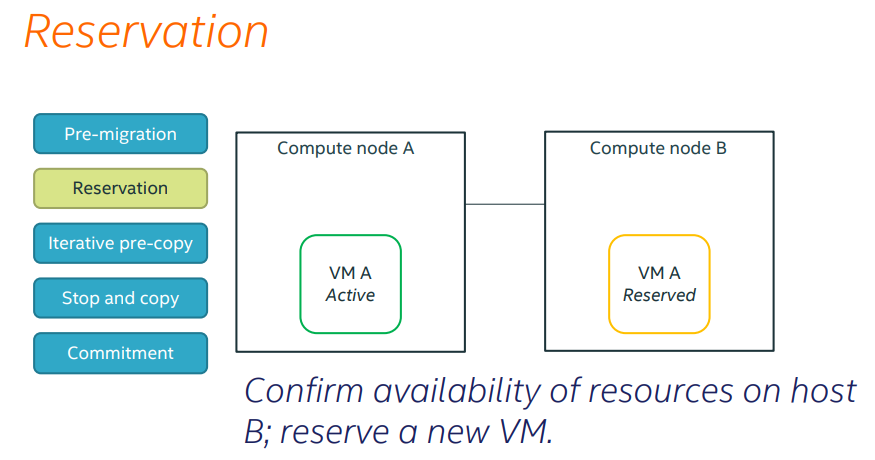 Reservation
Pre-migration
Reservation
Iterative pre-copy
Stop and copy
Commitment
Compute node A
VM A
Active
Compute node B
VM A
Reserved
Confirm availability of resources on host
B; reserve a new VM.